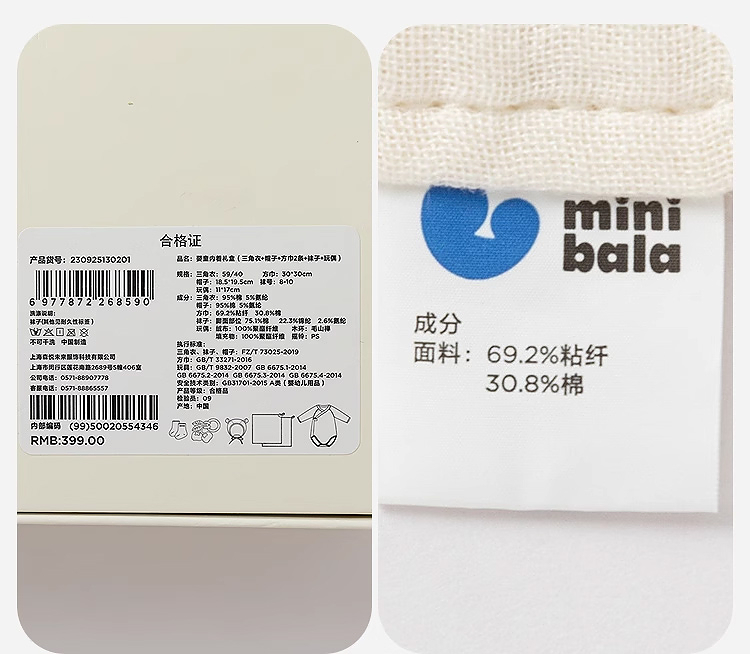 合格证
产品货号：230925130201
6 977872 268590
洗涤说明：
袜子(其他见耐久性标签)
不可干洗 中国制造
上海自悦未来服饰科技有限公司
上海市闵行区莲花南路2689号5幢406室
公司电话：0571-88907778
客服电话：0571-88865557
内部编码 (99)50020554346
RMB:399.00
品名：婴童内着礼盒（三角衣+帽子+方巾2条+袜子+玩偶）
规格：三角衣：59/40 方巾：30*30cm
帽子：18.5*19.5cm 袜号：8-10
玩偶：11*17cm
成分：三角衣：95%棉 5%氨纶
帽子：95%棉 5%氨纶
方巾：69.2%粘纤 30.8%棉
袜子：脚面部位 75.1%棉 22.3%锦纶 2.6%氨纶
玩偶：绒布：100%聚酯纤维 木环：毛山榉
填充物：100%聚酯纤维 摇铃：PS
执行标准：
三角衣、袜子、帽子：FZ/T 73025-2019
方巾：GB/T 33271-2016
玩偶：GB/T 9832-2007 GB 6675.1-2014
GB 6675.2-2014 GB 6675.3-2014 GB 6675.4-2014
安全技术类别：GB31701-2015 A类（婴幼儿用品）
产品等级：合格品
检验员：09
产地：中国
mini
bala
成分
面料：69.2%粘纤
30.8%棉